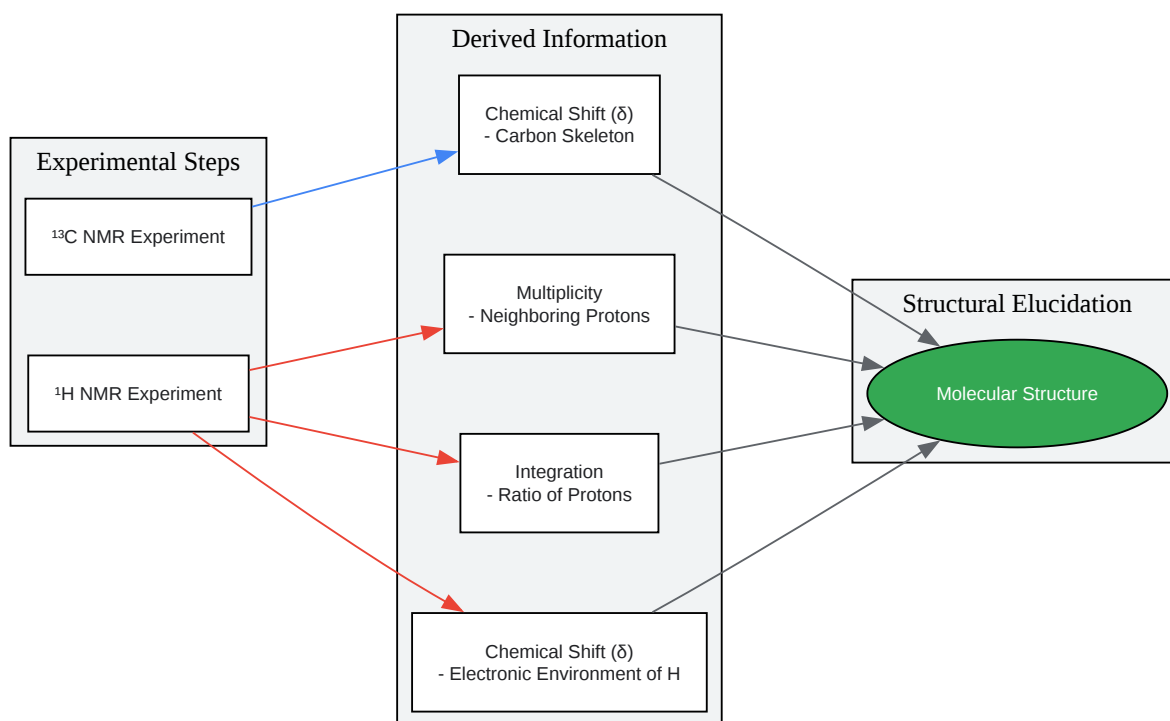 Experimental Steps
¹³C NMR Experiment
¹H NMR Experiment
Derived Information
Chemical Shift (δ)
- Carbon Skeleton
Multiplicity
- Neighboring Protons
Integration
- Ratio of Protons
Chemical Shift (δ)
- Electronic Environment of H
Structural Elucidation
Molecular Structure